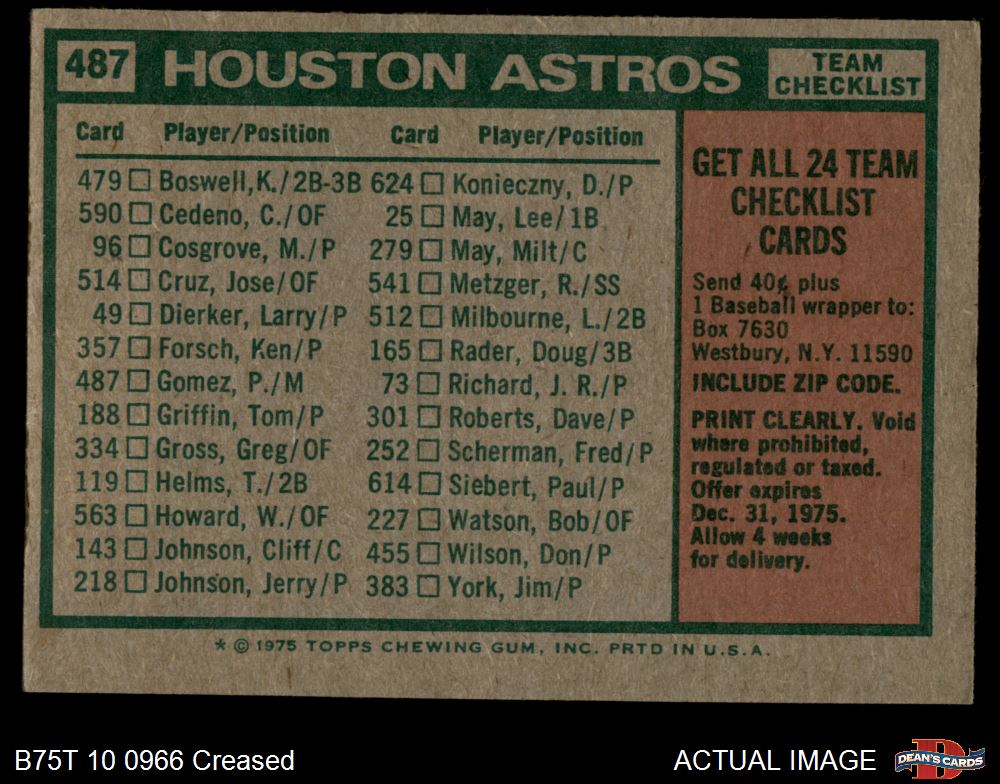 487 HOUSTON ASTROS TEAM CHECKLIST
Card Player/Position Card Player/Position
479 Boswell,K./2B-3B 624 Konieczny, D./P
590 Cedeno, C./OF 25 May, Lee/1B
96 Cosgrove, M./P 279 May, Milt/C
514 Cruz, Jose/OF 541 Metzger, R./SS
49 Dierker, Larry/P 512 Milbourne, L./2B
357 Forsch, Ken/P 165 Rader, Doug/3B
487 Gomez, P./M 73 Richard, J. R./P
188 Griffin, Tom/P 301 Roberts, Dave/P
334 Gross, Greg/OF 252 Scherman, Fred/P
119 Helms, T./2B 614 Siebert, Paul/P
563 Howard, W./OF 227 Watson, Bob/OF
143 Johnson, Cliff/C 455 Wilson, Don/P
218 Johnson, Jerry/P 383 York, Jim/P
GET ALL 24 TEAM
CHECKLIST
CARDS
Send 40¢ plus
1 Baseball wrapper to:
Box 7630
Westbury, N.Y. 11590
INCLUDE ZIP CODE.
PRINT CLEARLY. Void
where prohibited,
regulated or taxed.
Offer expires
Dec. 31, 1975.
Allow 4 weeks
for delivery.
* © 1975 TOPPS CHEWING GUM, INC. PRTD IN U.S.A.
B75T 10 0966 Creased ACTUAL IMAGE DEAN'S CARDS